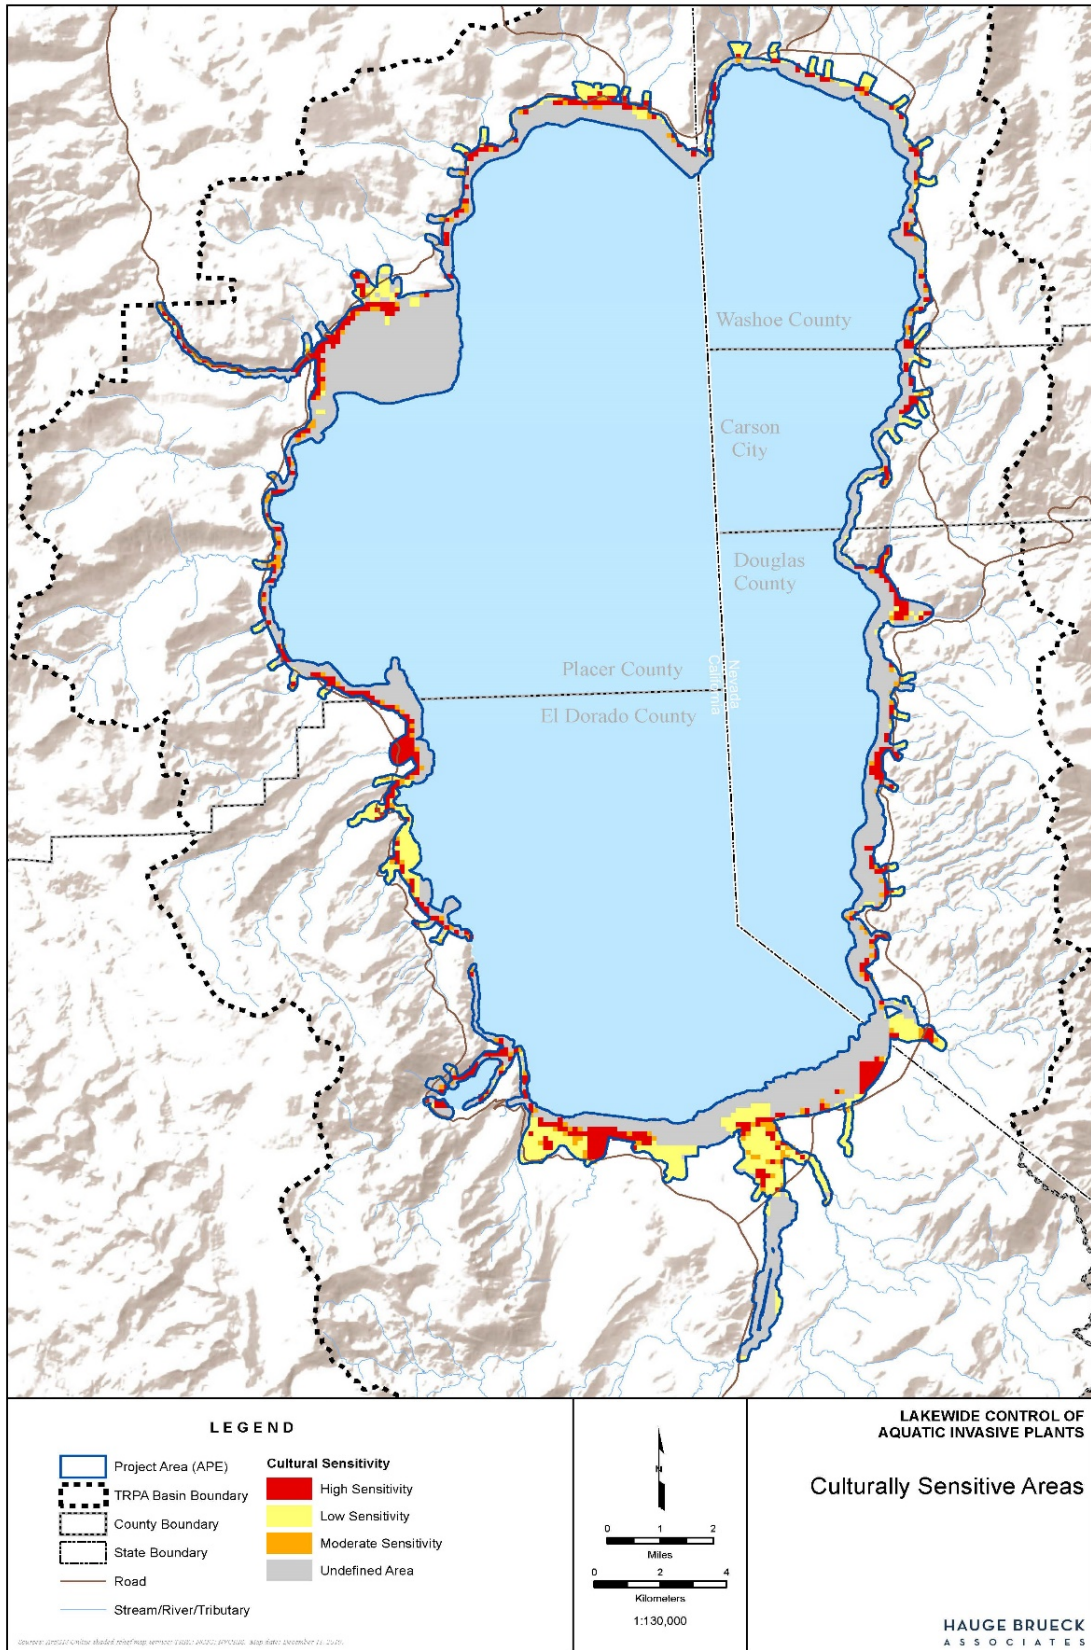 Washoe County
Carson
City
Douglas
County
Placer County
El Dorado County
Nevada
California
LEGEND
Project Area (APE)
TRPA Basin Boundary
County Boundary
State Boundary
Road
Stream/River/Tributary
Cultural Sensitivity
High Sensitivity
Low Sensitivity
Moderate Sensitivity
Undefined Area
N
0 1 2
Miles
0 2 4
Kilometers
1:130,000
LAKEWIDE CONTROL OF
AQUATIC INVASIVE PLANTS
Culturally Sensitive Areas
HAUGE BRUECK
ASSOCIATES